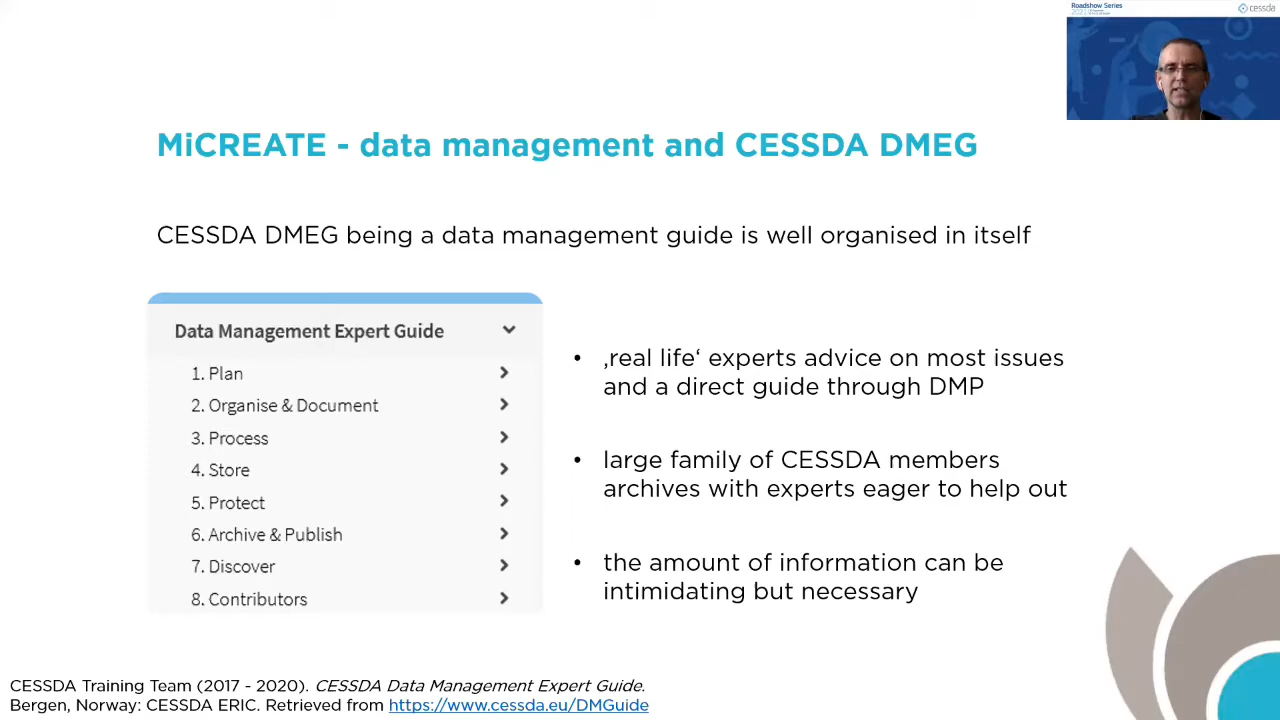 Roadshow Series
2021
cessda
MiCREATE - data management and CESSDA DMEG
CESSDA DMEG being a data management guide is well organised in itself
Data Management Expert Guide
1. Plan
2. Organise & Document
3. Process
4. Store
5. Protect
6. Archive & Publish
7. Discover
8. Contributors
• ‚real life‘ experts advice on most issues
and a direct guide through DMP
• large family of CESSDA members
archives with experts eager to help out
• the amount of information can be
intimidating but necessary
CESSDA Training Team (2017 - 2020). CESSDA Data Management Expert Guide.
Bergen, Norway: CESSDA ERIC. Retrieved from https://www.cessda.eu/DMGuide